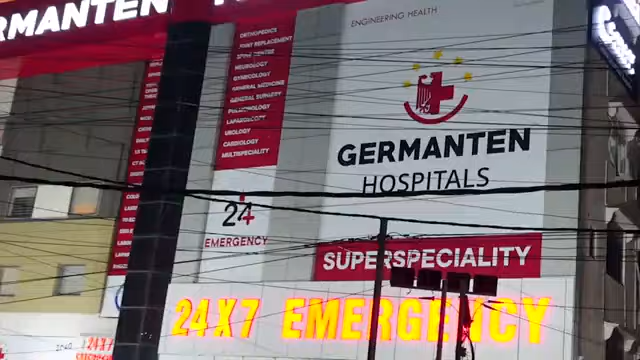 GERMANTEN
ENGINEERING HEALTH
ORTHOPEDICS
JOINT REPLACEMENT
SPINE CENTRE
NEUROLOGY
GYNECOLOGY
GENERAL MEDICINE
GENERAL SURGERY
PULMONOLOGY
LAPAROSCOPY
UROLOGY
CARDIOLOGY
MULTISPECIALITY
GERMANTEN
HOSPITALS
24
EMERGENCY
SUPERSPECIALITY
24X7 EMERGENCY
24X7